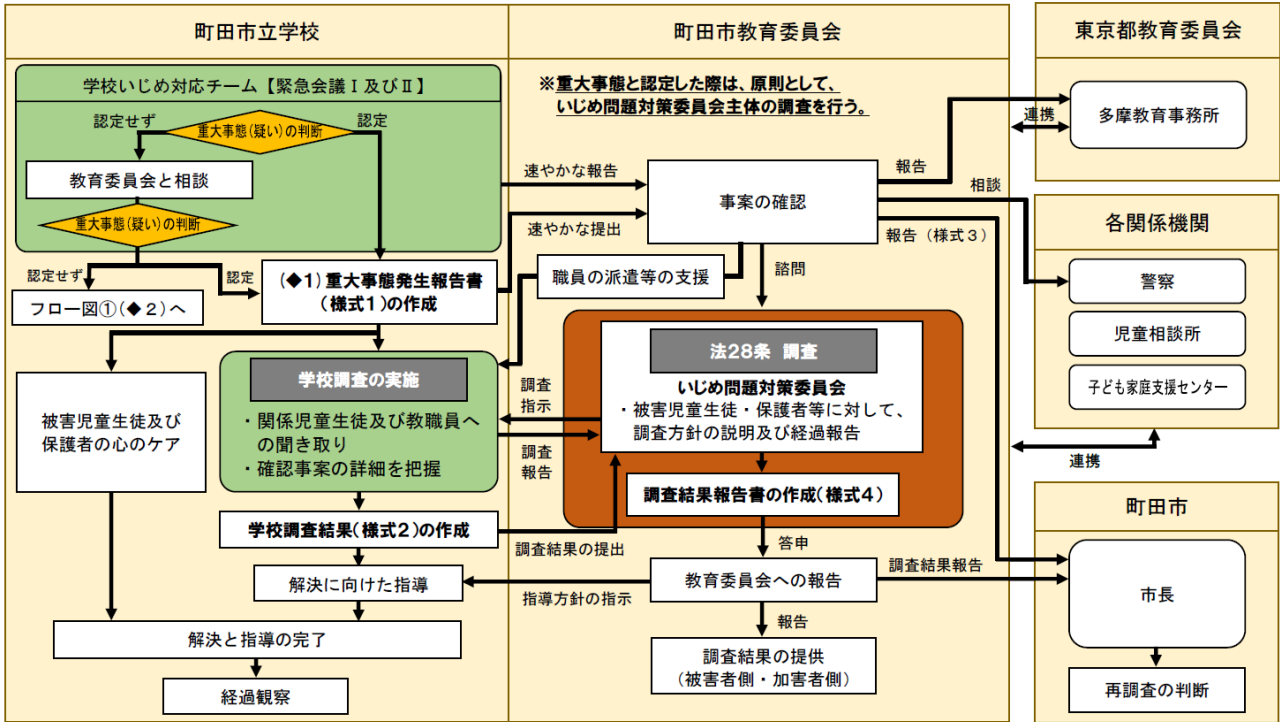 町田市立学校
学校いじめ対応チーム【緊急会議Ⅰ及びⅡ】
認定せず
重大事態(疑い)の判断
認定
教育委員会と相談
重大事態(疑い)の判断
認定せず
認定
フロー図①(◆2)へ
(◆1)重大事態発生報告書
(様式1)の作成
被害児童生徒及び
保護者の心のケア
学校調査の実施
・関係児童生徒及び教職員へ
の聞き取り
・確認事案の詳細を把握
学校調査結果(様式2)の作成
解決に向けた指導
解決と指導の完了
経過観察
町田市教育委員会
※重大事態と認定した際は、原則として、
いじめ問題対策委員会主体の調査を行う。
速やかな報告
速やかな提出
事案の確認
職員の派遣等の支援
諮問
法28条 調査
いじめ問題対策委員会
・被害児童生徒・保護者等に対して、
調査方針の説明及び経過報告
調査
指示
調査
報告
調査結果報告書の作成(様式4)
調査結果の提出
答申
教育委員会への報告
指導方針の指示
報告
調査結果の提供
(被害者側・加害者側)
報告
相談
報告(様式3)
調査結果報告
東京都教育委員会
連携
多摩教育事務所
各関係機関
警察
児童相談所
子ども家庭支援センター
連携
町田市
市長
再調査の判断